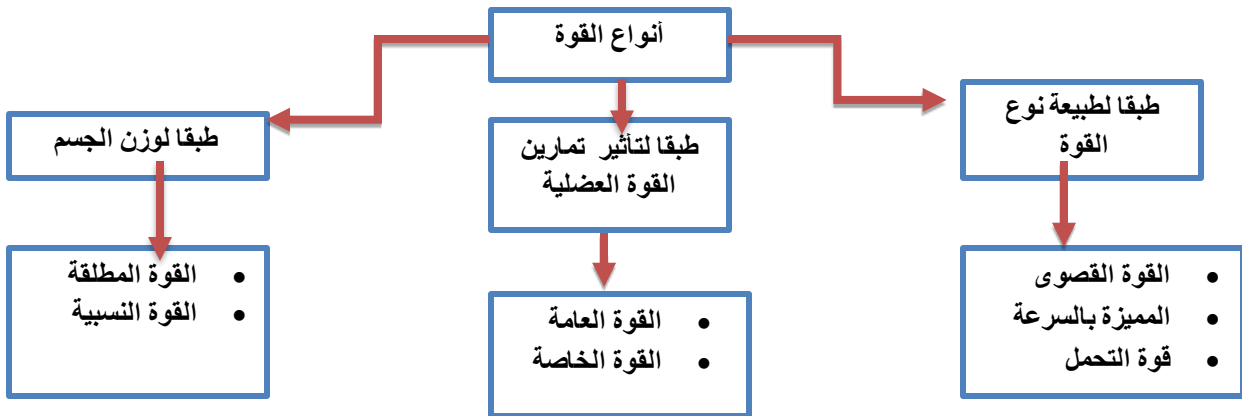 أنواع القوة
طبقا لطبيعة نوع
القوة
• القوة القصوى
• المميزة بالسرعة
• قوة التحمل
طبقا لتأثير تمارين
القوة العضلية
• القوة العامة
• القوة الخاصة
طبقا لوزن الجسم
• القوة المطلقة
• القوة النسبية